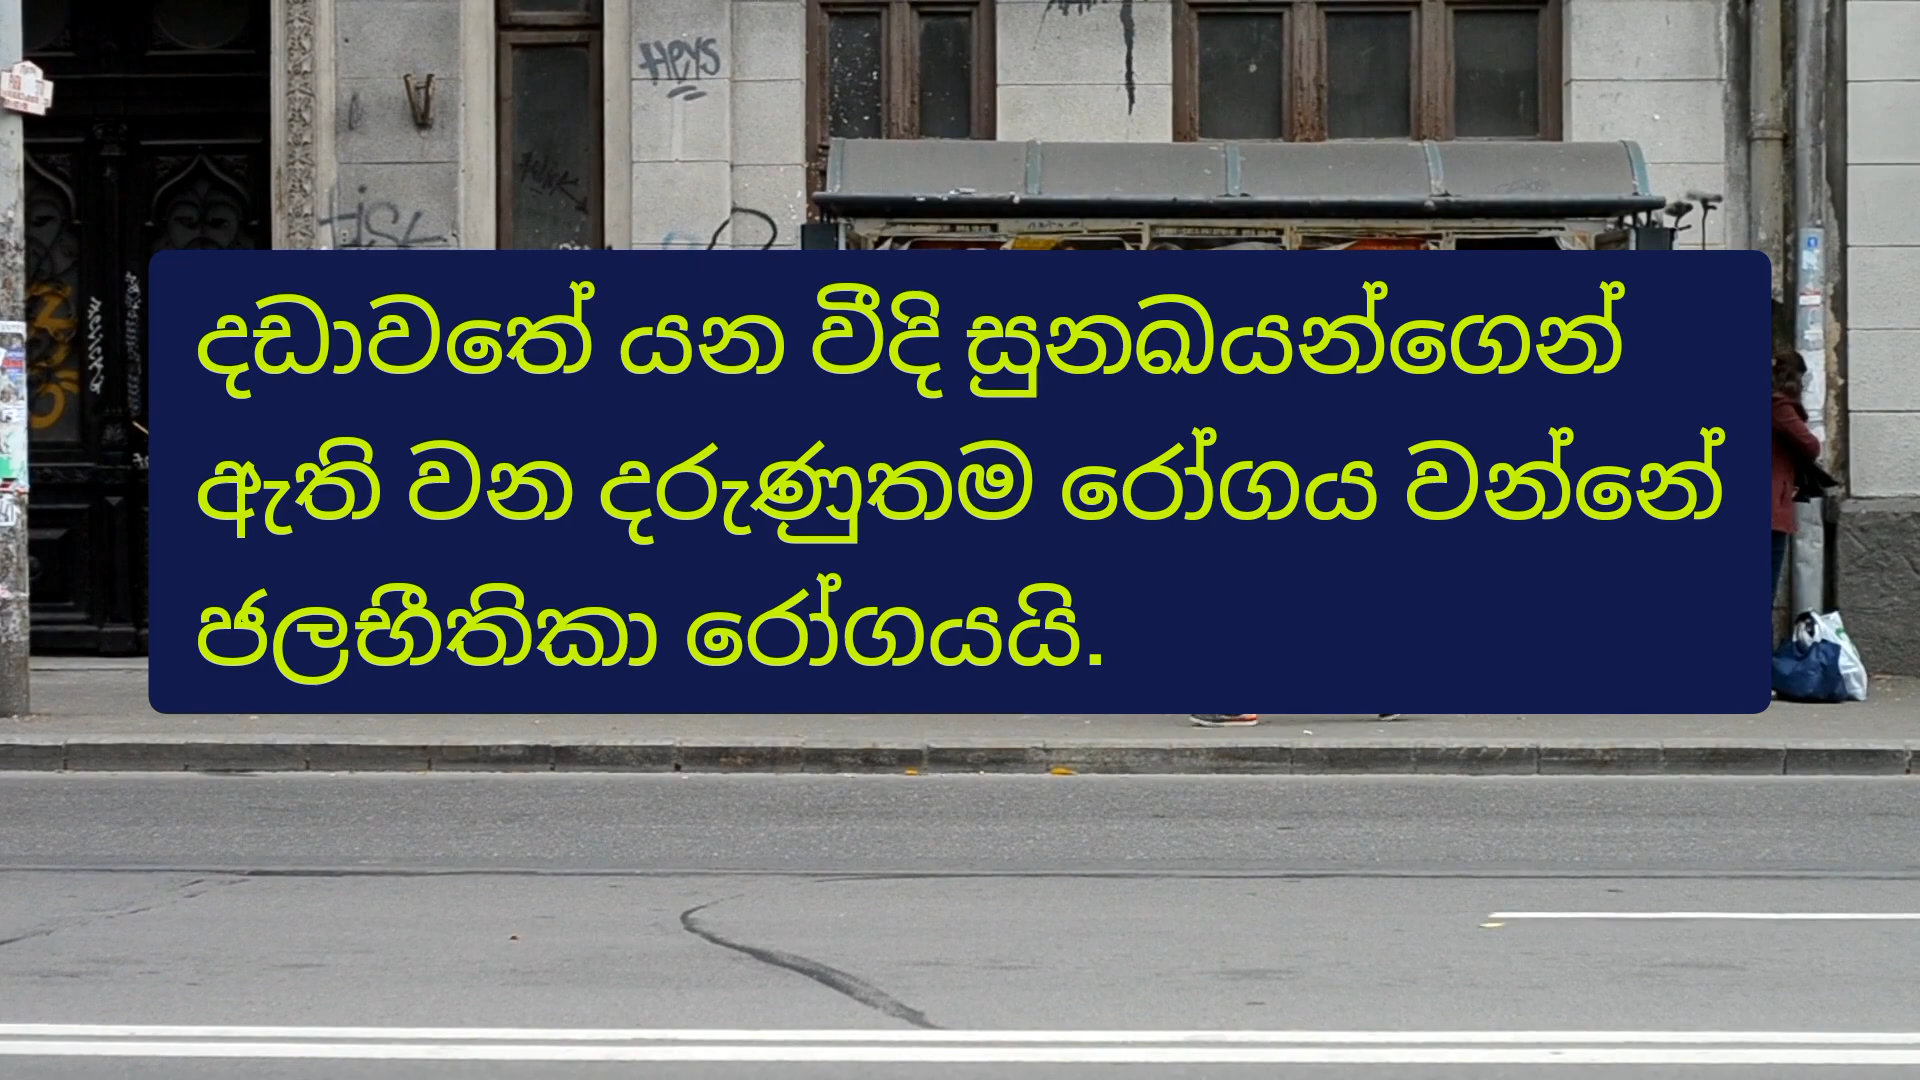 HEYS
දඩාවතේ යන වීදි සුනඛයන්ගෙන්
ඇති වන දරුණුතම රෝගය වන්නේ
ජලභීතිකා රෝගයයි.